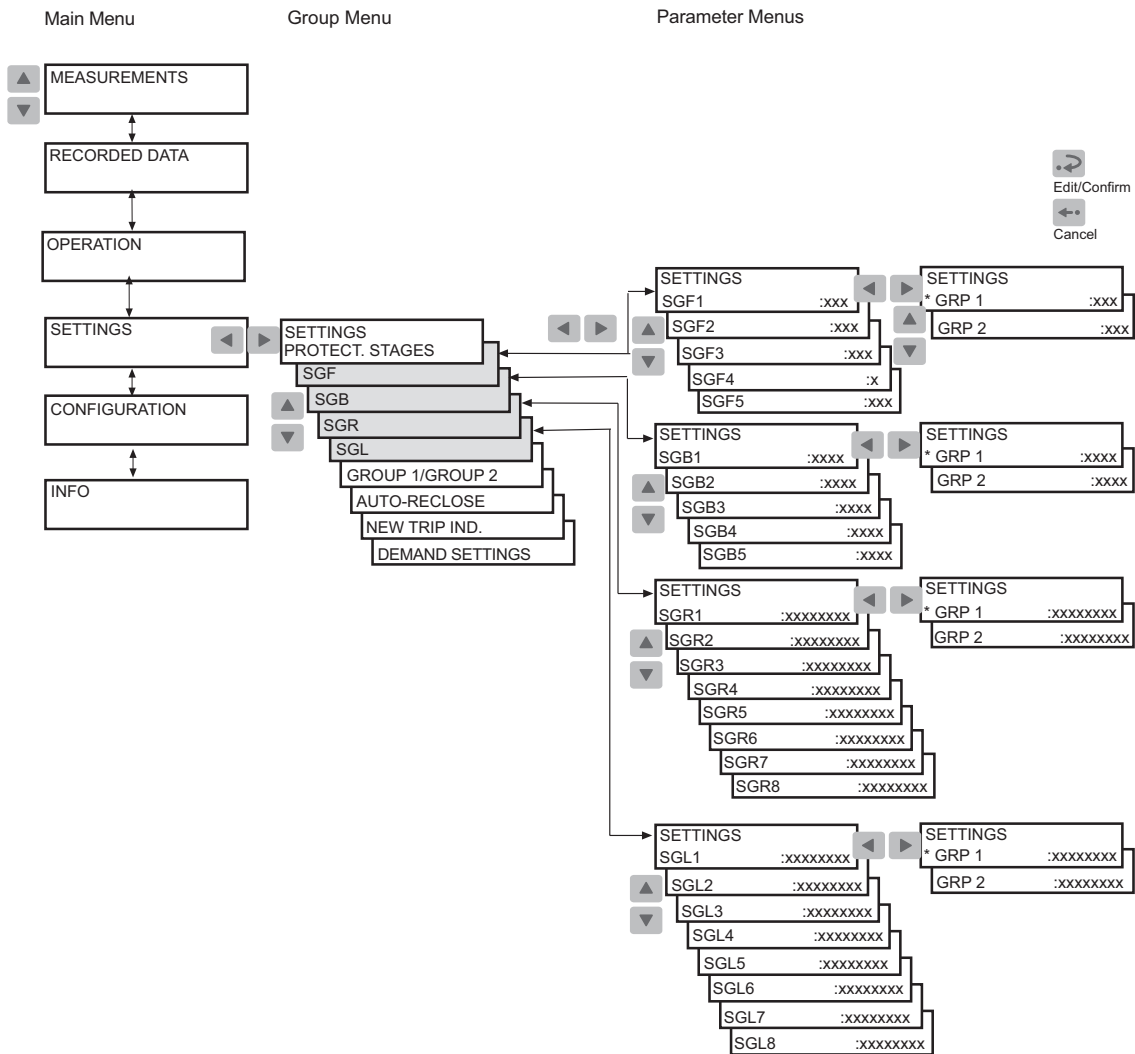 Main Menu
Group Menu
Parameter Menus
MEASUREMENTS
RECORDED DATA
OPERATION
SETTINGS
CONFIGURATION
INFO
SETTINGS
PROTECT. STAGES
SGF
SGB
SGR
SGL
GROUP 1/GROUP 2
AUTO-RECLOSE
NEW TRIP IND.
DEMAND SETTINGS
Edit/Confirm
Cancel
SETTINGS
SGF1 :xxx
SGF2 :xxx
SGF3 :xxx
SGF4 :x
SGF5 :xxx
SETTINGS
* GRP 1 :xxx
GRP 2 :xxx
SETTINGS
SGB1 :xxxx
SGB2 :xxxx
SGB3 :xxxx
SGB4 :xxxx
SGB5 :xxxx
SETTINGS
* GRP 1 :xxxx
GRP 2 :xxxx
SETTINGS
SGR1 :xxxxxxxx
SGR2 :xxxxxxxx
SGR3 :xxxxxxxx
SGR4 :xxxxxxxx
SGR5 :xxxxxxxx
SGR6 :xxxxxxxx
SGR7 :xxxxxxxx
SGR8 :xxxxxxxx
SETTINGS
* GRP 1 :xxxxxxxx
GRP 2 :xxxxxxxx
SETTINGS
SGL1 :xxxxxxxx
SGL2 :xxxxxxxx
SGL3 :xxxxxxxx
SGL4 :xxxxxxxx
SGL5 :xxxxxxxx
SGL6 :xxxxxxxx
SGL7 :xxxxxxxx
SGL8 :xxxxxxxx
SETTINGS
* GRP 1 :xxxxxxxx
GRP 2 :xxxxxxxx